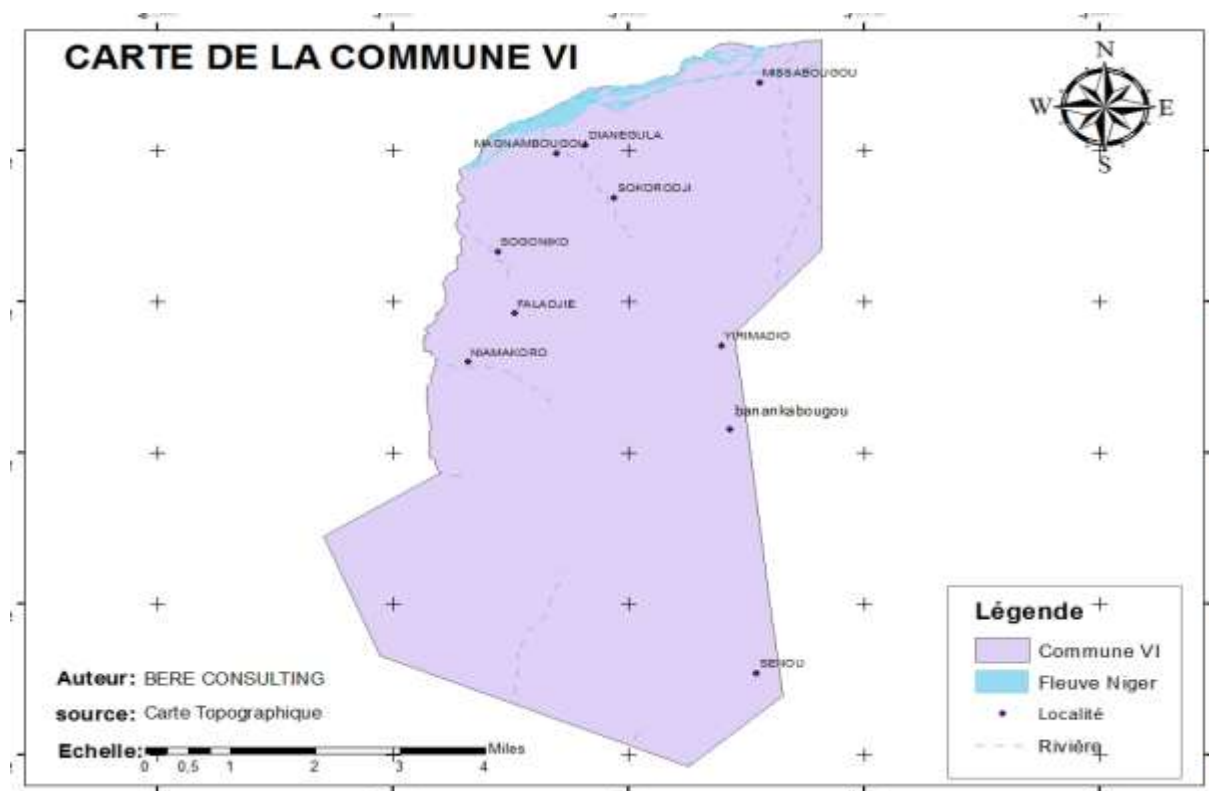 CARTE DE LA COMMUNE VI
N
W
E
S
MISSABOUGOU
DIANEGULA
MAGNAMBOUGOU
SOKORODJI
SOGONIKO
FALADJIE
YIRIMADIO
NIAMAKORO
banankabougou
SENOU
Légende
Commune VI
Fleuve Niger
Localité
Rivière
Auteur: BERE CONSULTING
source: Carte Topographique
Echelle: Miles
0 0,5 1 2 3 4